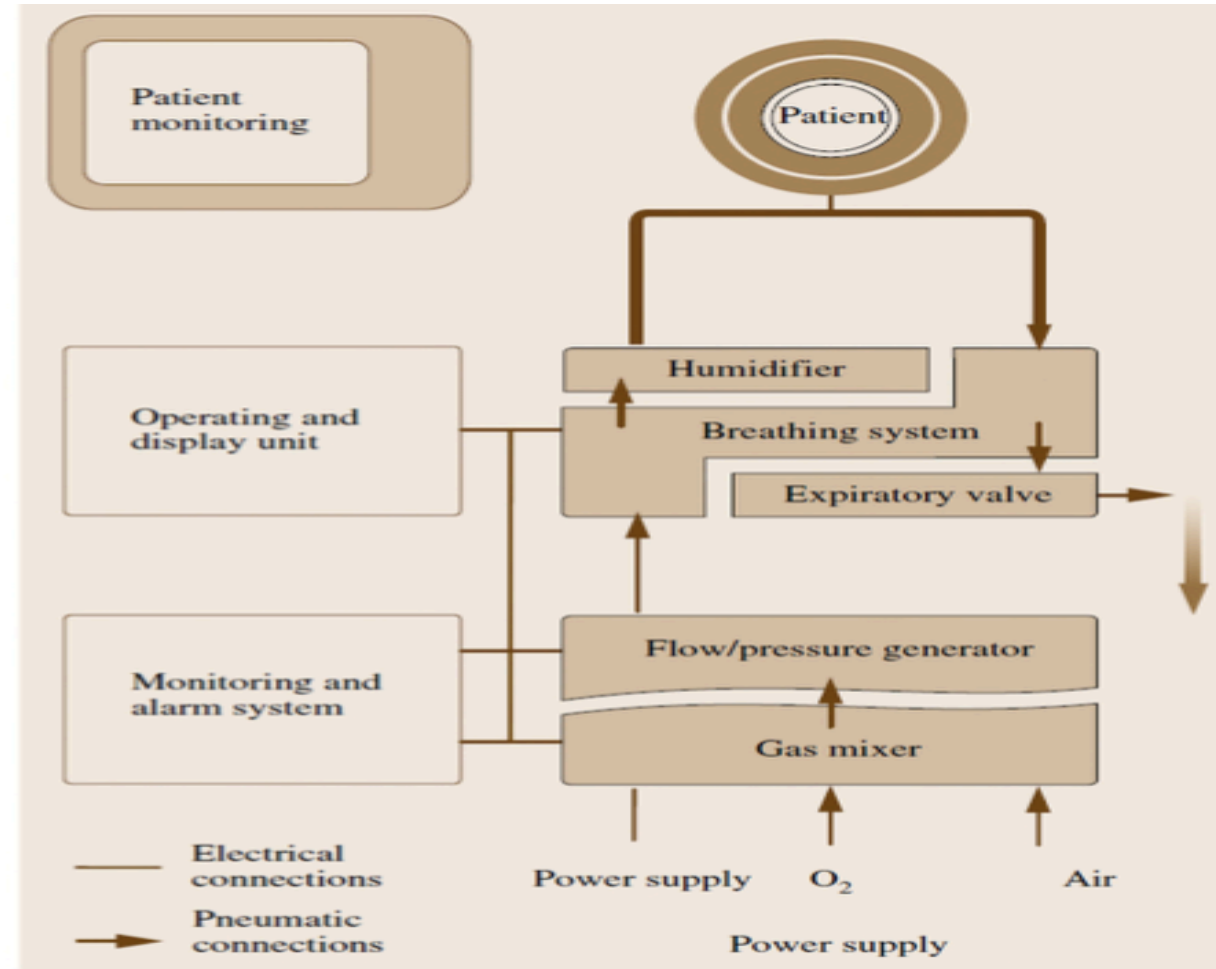 Patient
monitoring
Patient
Operating and
display unit
Humidifier
Breathing system
Expiratory valve
Monitoring and
alarm system
Flow/pressure generator
Gas mixer
Electrical
connections
Pneumatic
connections
Power supply
O₂
Air
Power supply